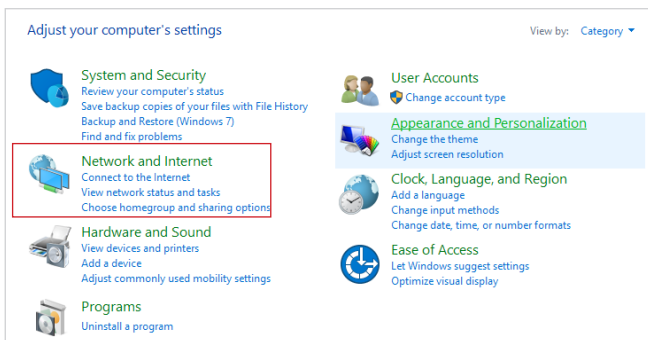 Adjust your computer's settings
View by: Category
System and Security
Review your computer's status
Save backup copies of your files with File History
Backup and Restore (Windows 7)
Find and fix problems
Network and Internet
Connect to the Internet
View network status and tasks
Choose homegroup and sharing options
Hardware and Sound
View devices and printers
Add a device
Adjust commonly used mobility settings
Programs
Uninstall a program
User Accounts
Change account type
Appearance and Personalization
Change the theme
Adjust screen resolution
Clock, Language, and Region
Add a language
Change input methods
Change date, time, or number formats
Ease of Access
Let Windows suggest settings
Optimize visual display